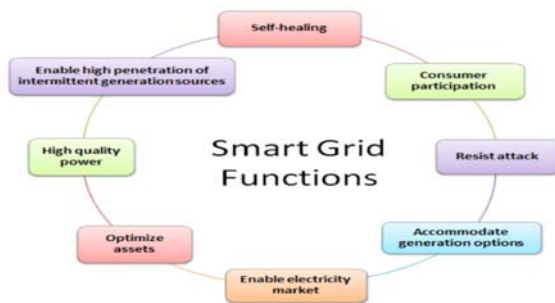 Self-healing
Enable high penetration of
intermittent generation sources
Consumer
participation
High quality
power
Smart Grid
Functions
Resist attack
Optimize
assets
Accommodate
generation options
Enable electricity
market